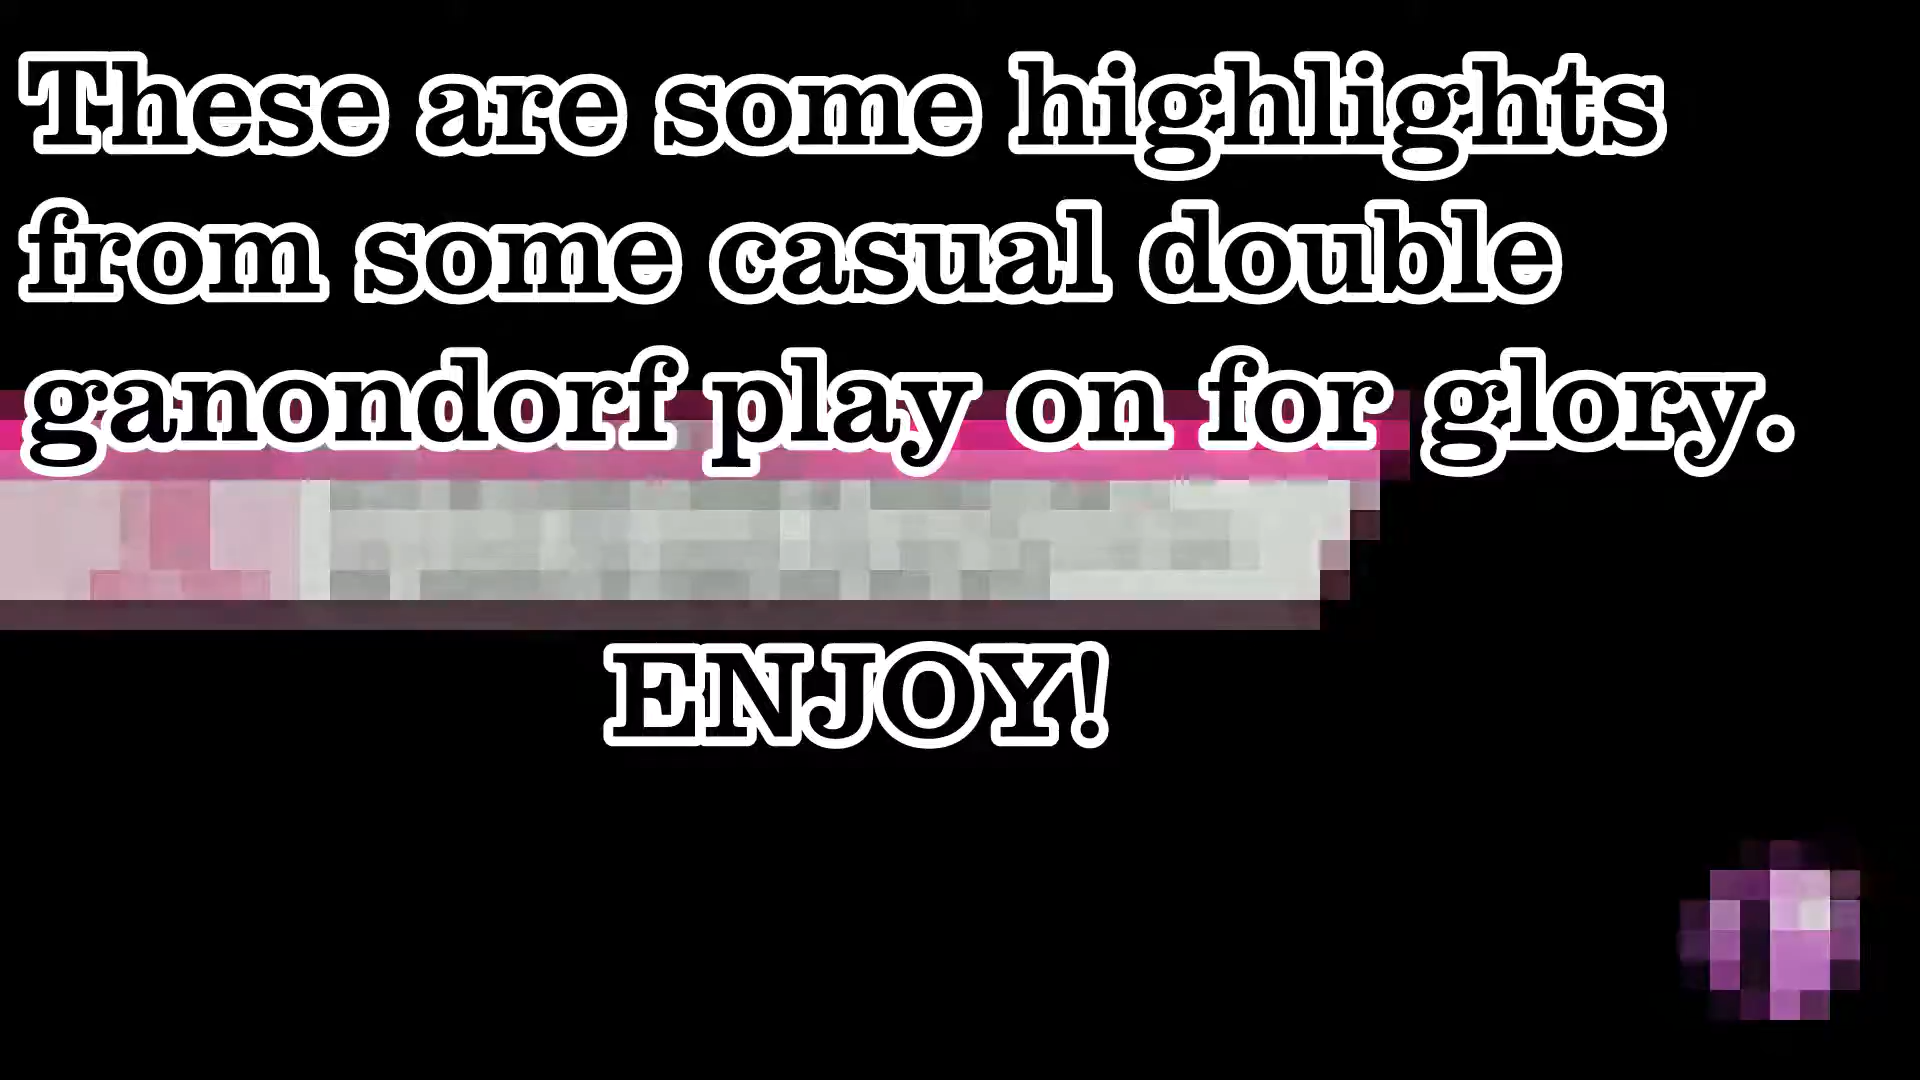 These are some highlights
from some casual double
ganondorf play on for glory.
ENJOY!